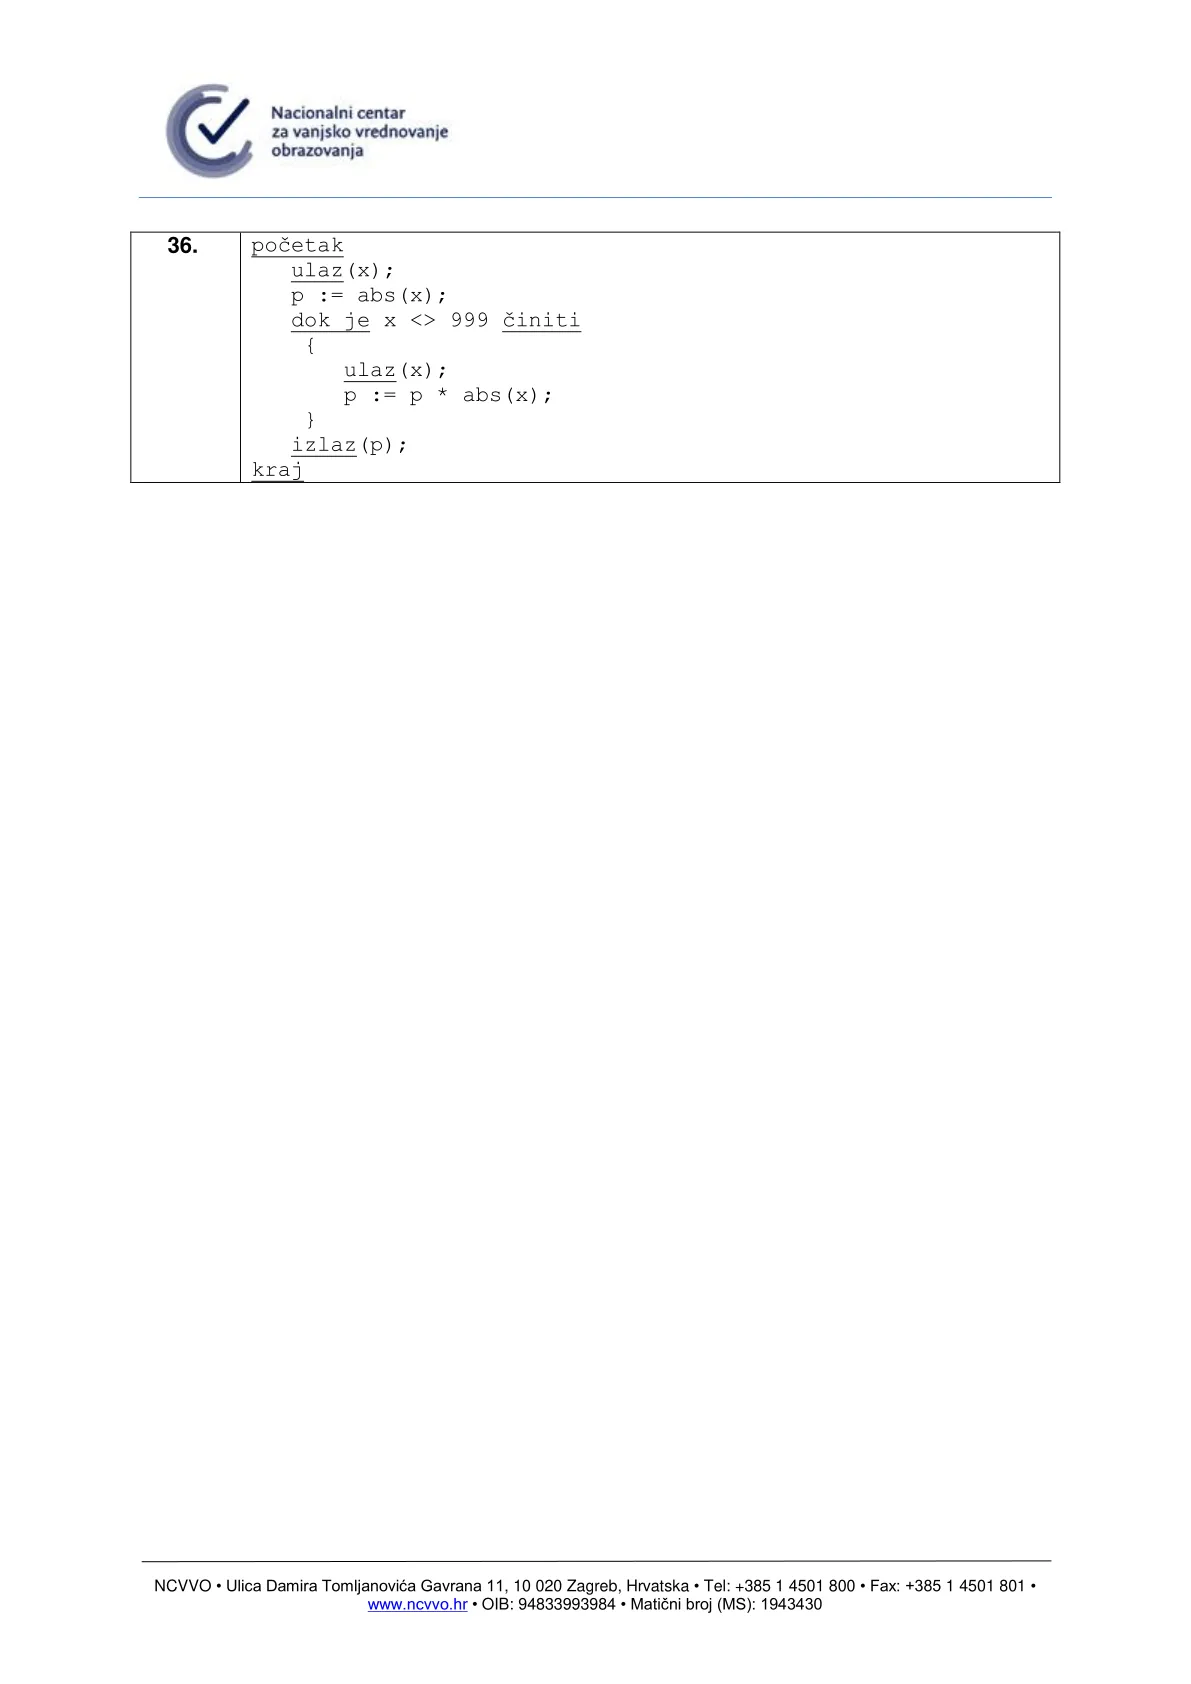 Nacionalni centar
za vanjsko vrednovanje
obrazovanja
36.
početak
ulaz(x);
p := abs(x);
dok je x <> 999 činiti
{
ulaz(x);
p := p * abs(x);
}
izlaz(p);
kraj
NCVVO • Ulica Damira Tomljanovića Gavrana 11, 10 020 Zagreb, Hrvatska • Tel: +385 1 4501 800 • Fax: +385 1 4501 801 •
www.ncvvo.hr • OIB: 94833993984 • Matični broj (MS): 1943430